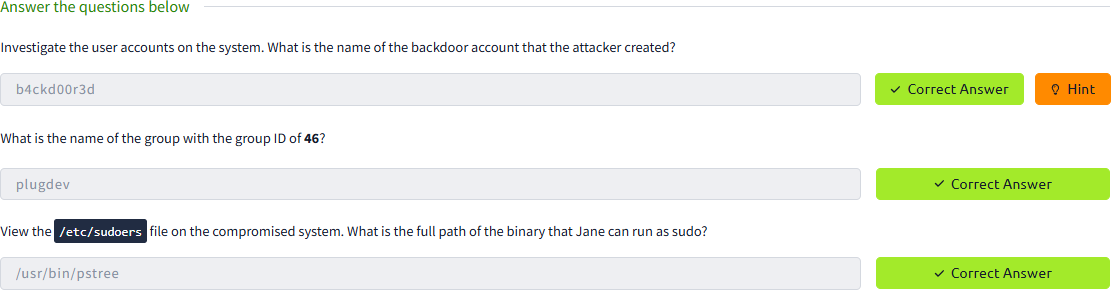 Answer the questions below
Investigate the user accounts on the system. What is the name of the backdoor account that the attacker created?
b4ckd00r3d
Correct Answer
Hint
What is the name of the group with the group ID of 46?
plugdev
Correct Answer
View the /etc/sudoers file on the compromised system. What is the full path of the binary that Jane can run as sudo?
/usr/bin/pstree
Correct Answer